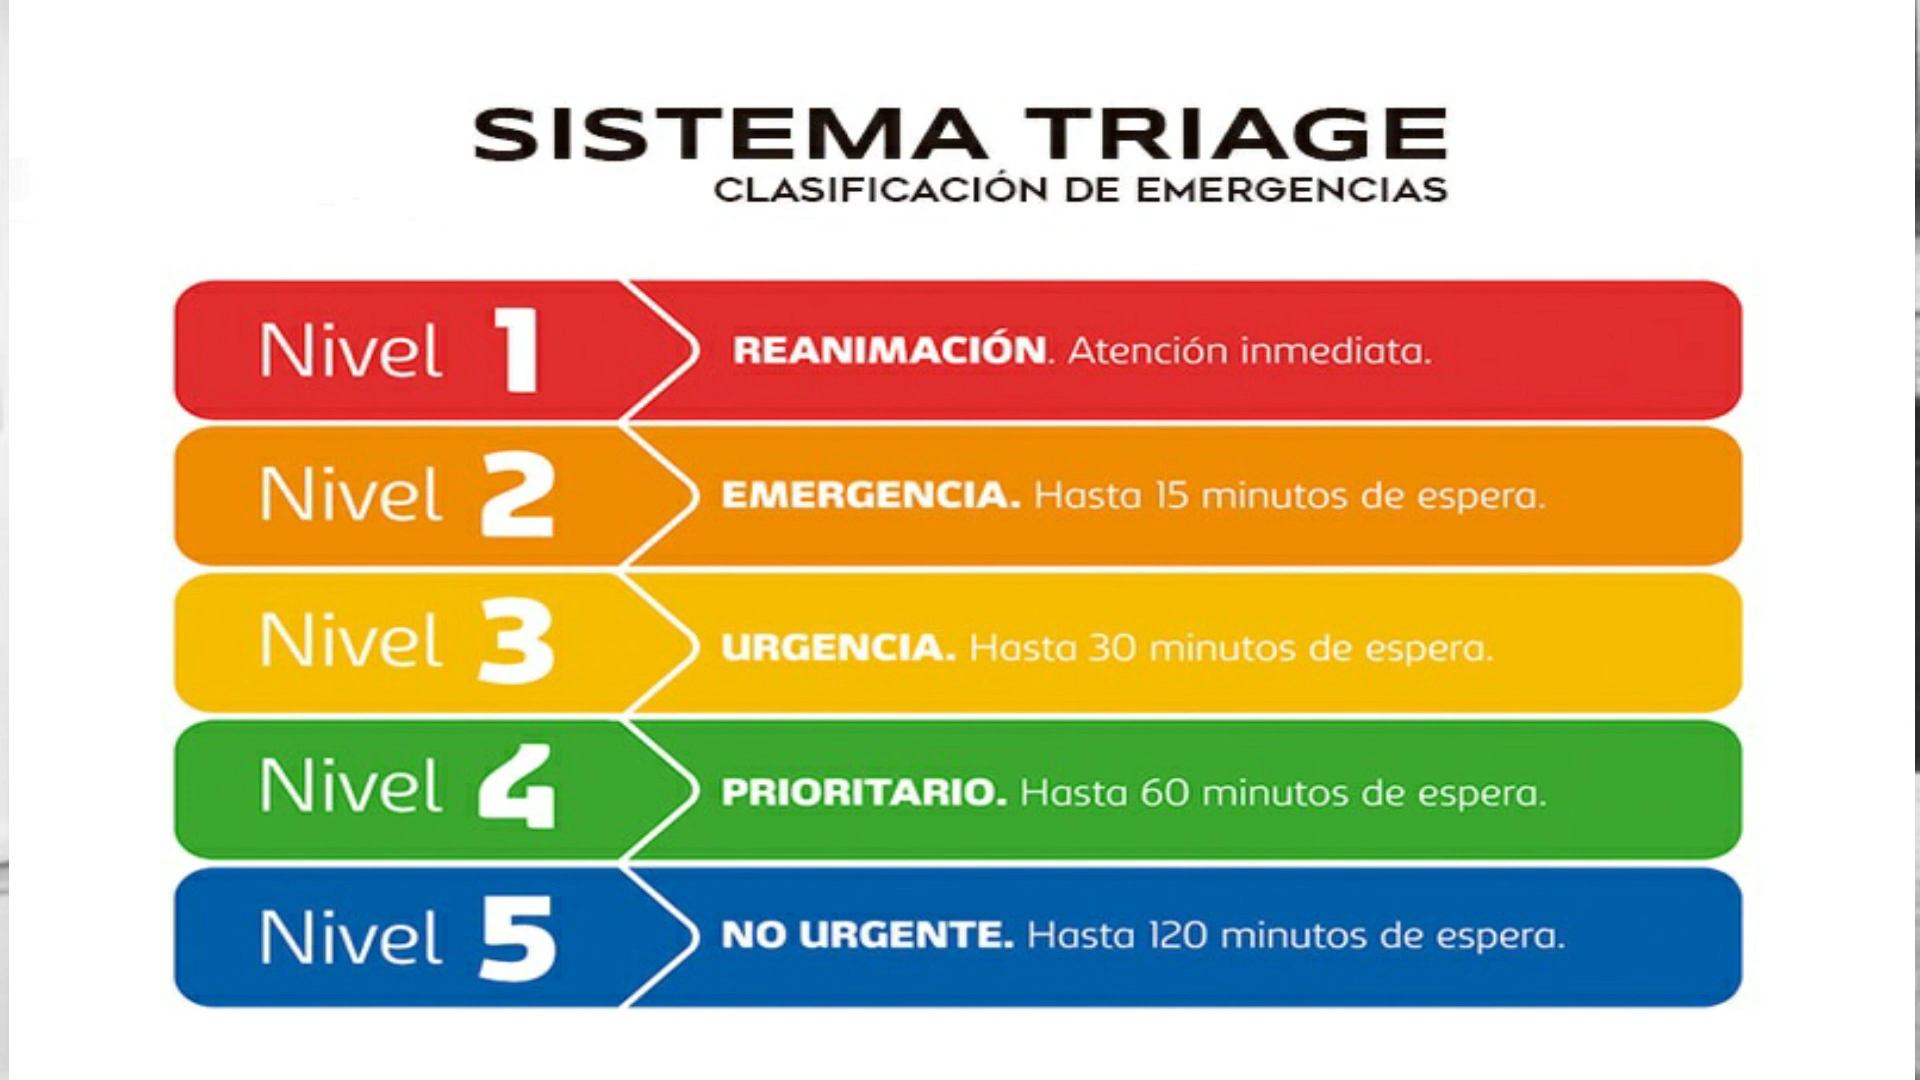 SISTEMA TRIAGE
CLASIFICACIÓN DE EMERGENCIAS
Nivel 1 REANIMACIÓN. Atención inmediata.
Nivel 2 EMERGENCIA. Hasta 15 minutos de espera.
Nivel 3 URGENCIA. Hasta 30 minutos de espera.
Nivel 4 PRIORITARIO. Hasta 60 minutos de espera.
Nivel 5 NO URGENTE. Hasta 120 minutos de espera.